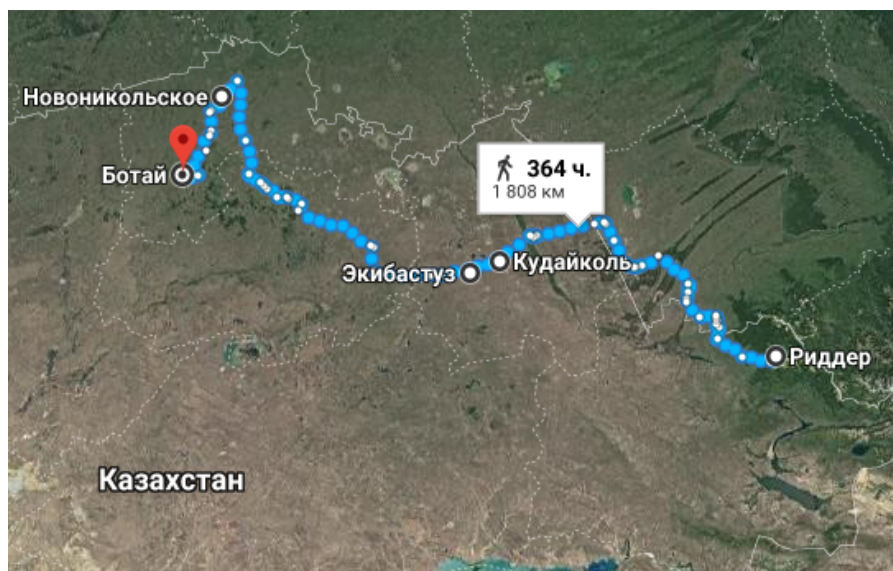 Новоникольское
Ботай
364 ч.
1 808 км
Экибастуз
Кудайколь
Риддер
Казахстан